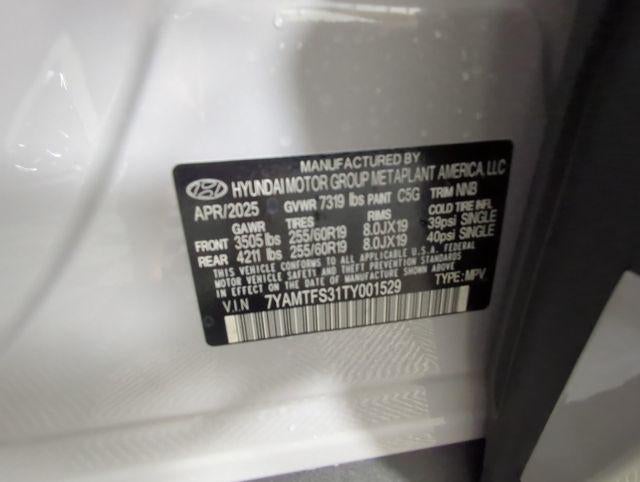 MANUFACTURED BY
HYUNDAI MOTOR GROUP METAPLANT AMERICA, LLC
APR/2025 GVWR 7319 lbs PAINT C5G TRIM NNB
GAWR TIRES RIMS COLD TIRE INFL
FRONT 3505 lbs 255/60R19 8.0JX19 39psi SINGLE
REAR 4211 lbs 255/60R19 8.0JX19 40psi SINGLE
THIS VEHICLE CONFORMS TO ALL APPLICABLE U.S.A. FEDERAL
MOTOR VEHICLE SAFETY AND THEFT PREVENTION STANDARDS
IN EFFECT ON THE DATE OF MANUFACTURE SHOWN ABOVE.
V.I.N 7YAMTFS31TY001529 TYPE: MPV